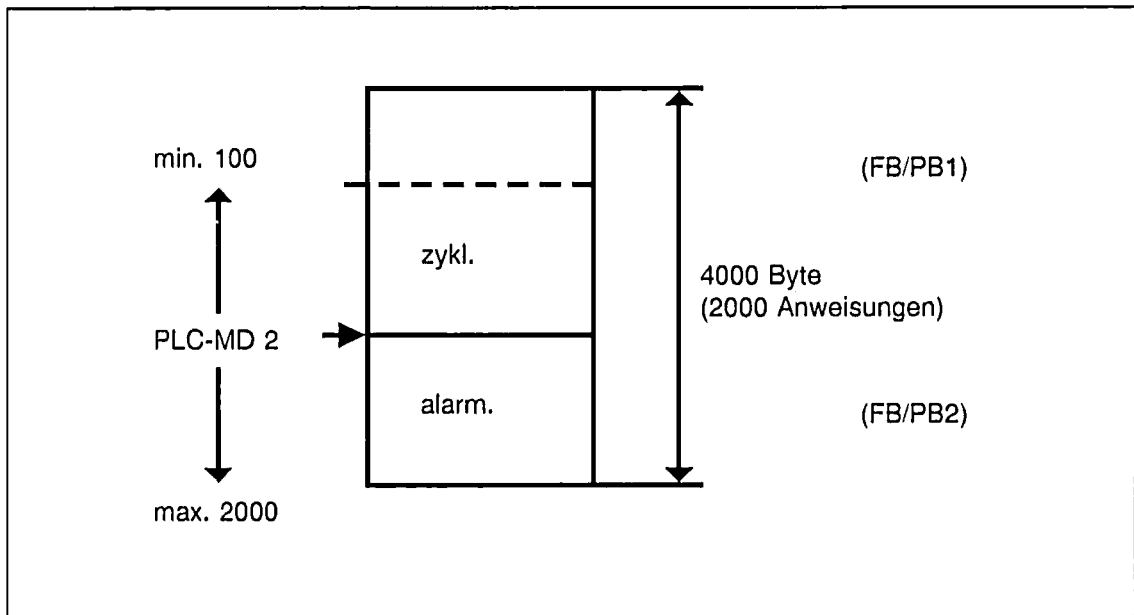 min. 100
(FB/PB1)
zykl.
4000 Byte
(2000 Anweisungen)
PLC-MD 2
alarm.
(FB/PB2)
max. 2000